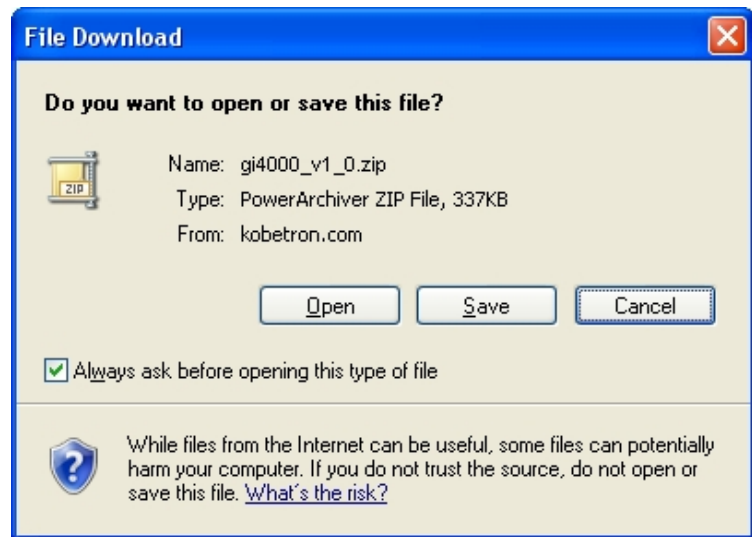 File Download
Do you want to open or save this file?
ZIP
Name: gi4000_v1_0.zip
Type: PowerArchiver ZIP File, 337KB
From: kobetron.com
Open Save Cancel
Always ask before opening this type of file
While files from the Internet can be useful, some files can potentially
harm your computer. If you do not trust the source, do not open or
save this file. What's the risk?